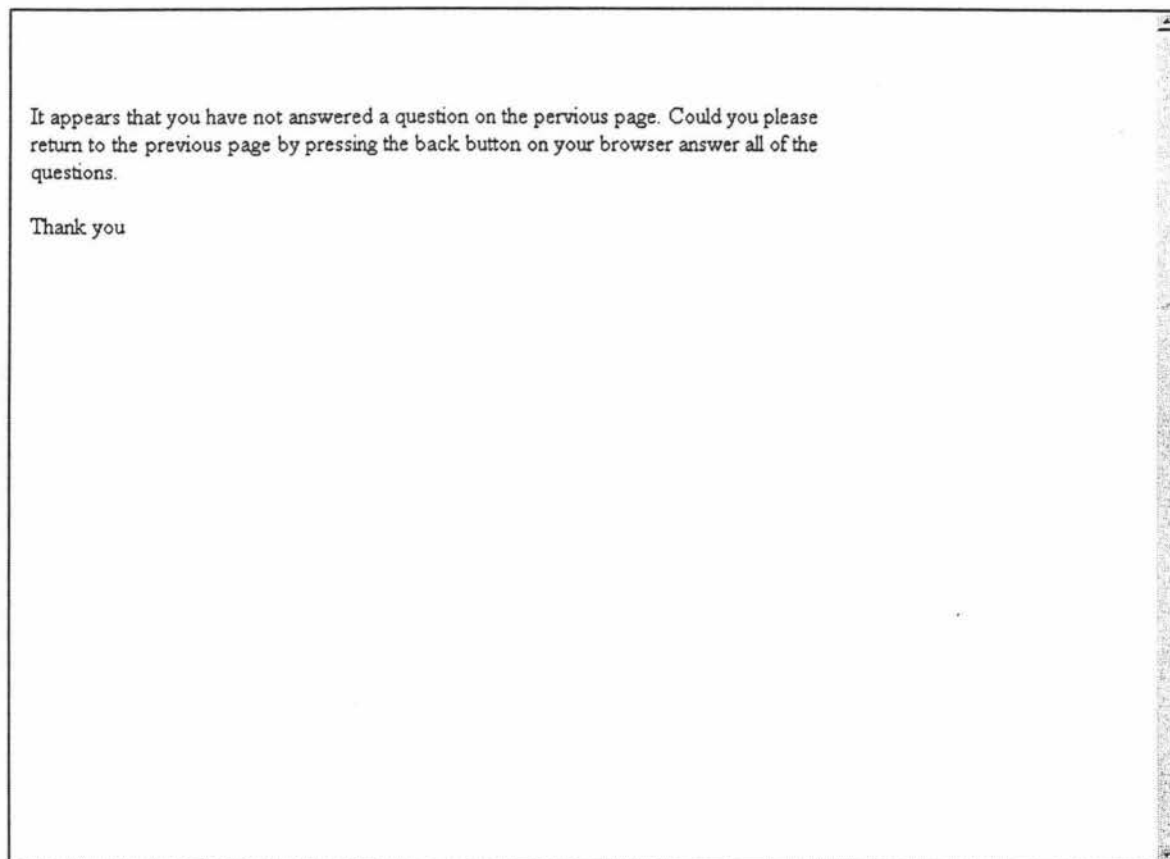 It appears that you have not answered a question on the pervious page. Could you please
return to the previous page by pressing the back button on your browser answer all of the
questions.
Thank you